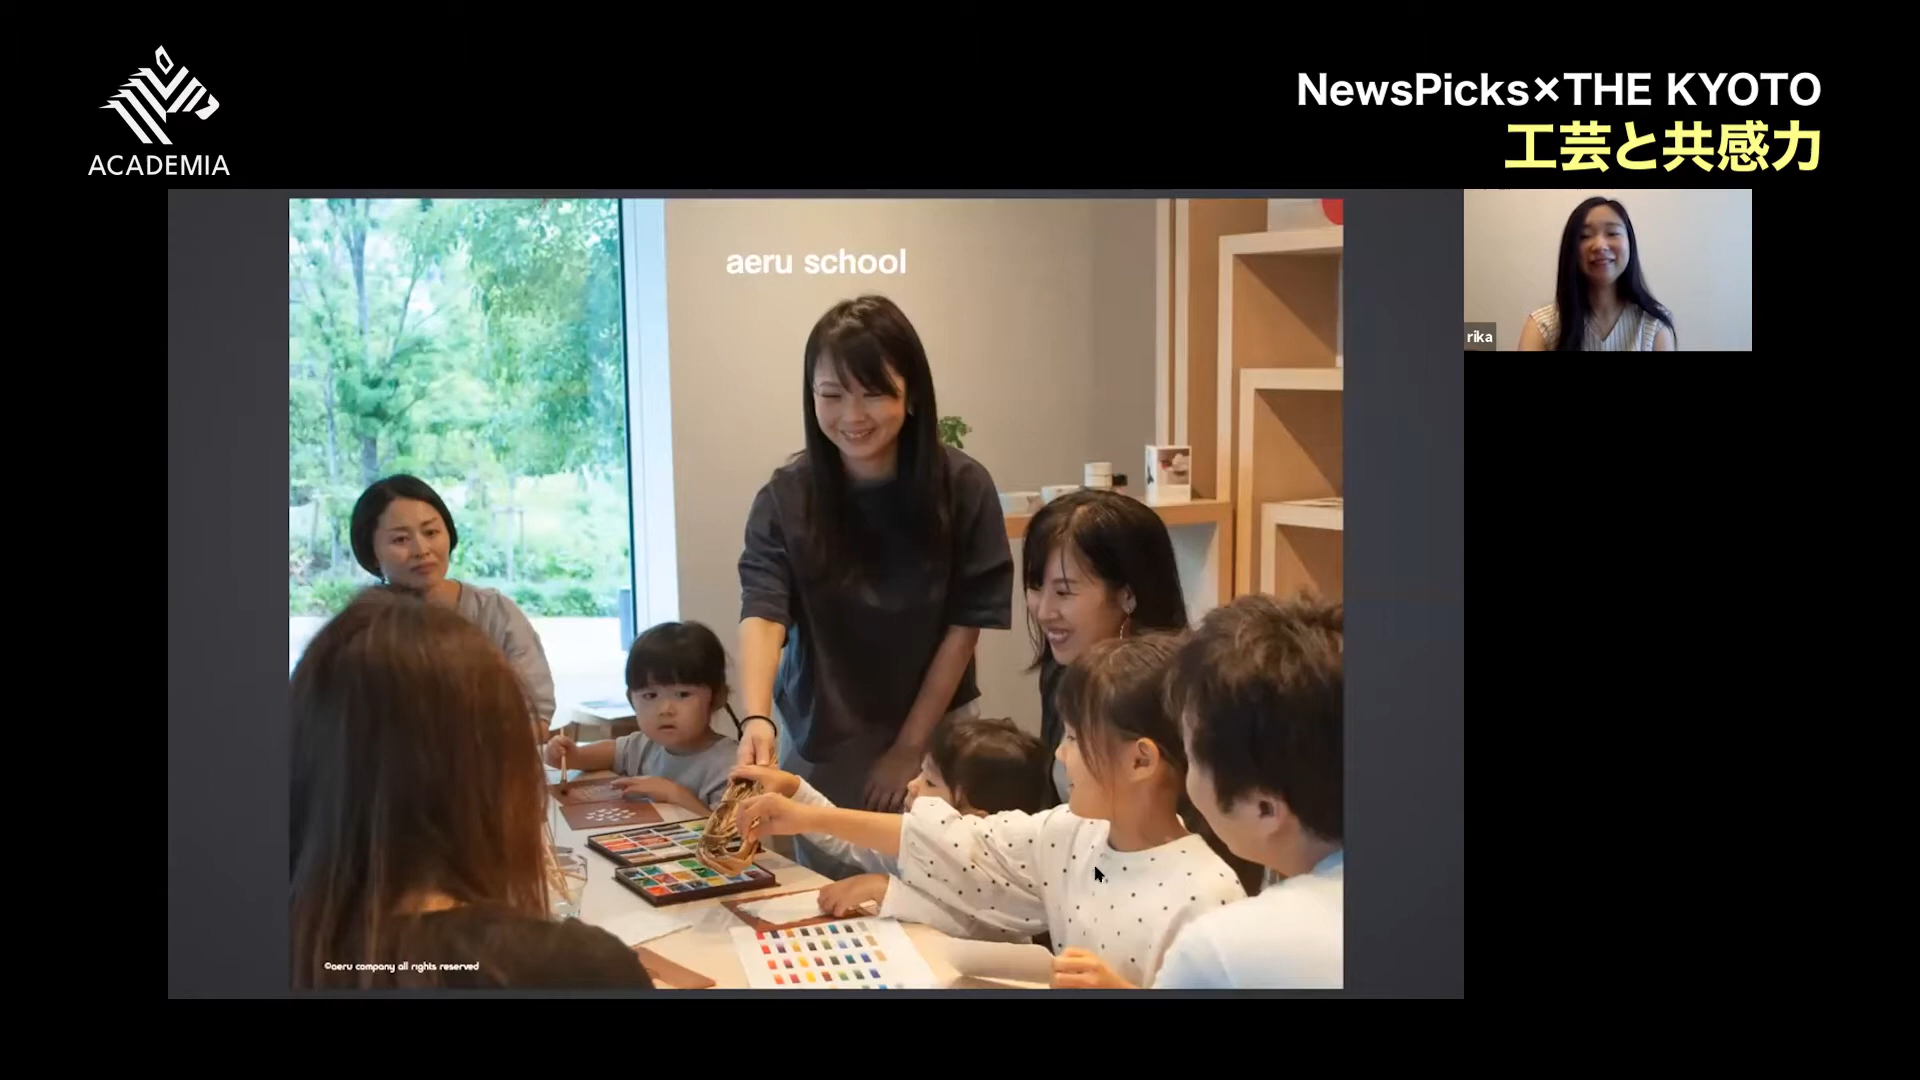 ACADEMIA
NewsPicks×THE KYOTO
工芸と共感力
aeru school
rika
©aeru company all rights reserved